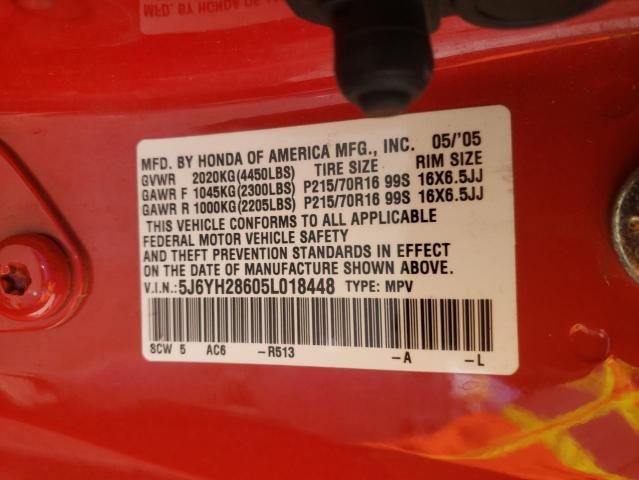 MFD. BY HONDA OF AMERICA MFG., INC. 05/'05
GVWR 2020KG(4450LBS) TIRE SIZE RIM SIZE
GAWR F 1045KG(2300LBS) P215/70R16 99S 16X6.5JJ
GAWR R 1000KG(2205LBS) P215/70R16 99S 16X6.5JJ
THIS VEHICLE CONFORMS TO ALL APPLICABLE
FEDERAL MOTOR VEHICLE SAFETY
AND THEFT PREVENTION STANDARDS IN EFFECT
ON THE DATE OF MANUFACTURE SHOWN ABOVE.
V.I.N.:5J6YH28605L018448 TYPE: MPV
SCW 5 AC6 -R513 -A -L